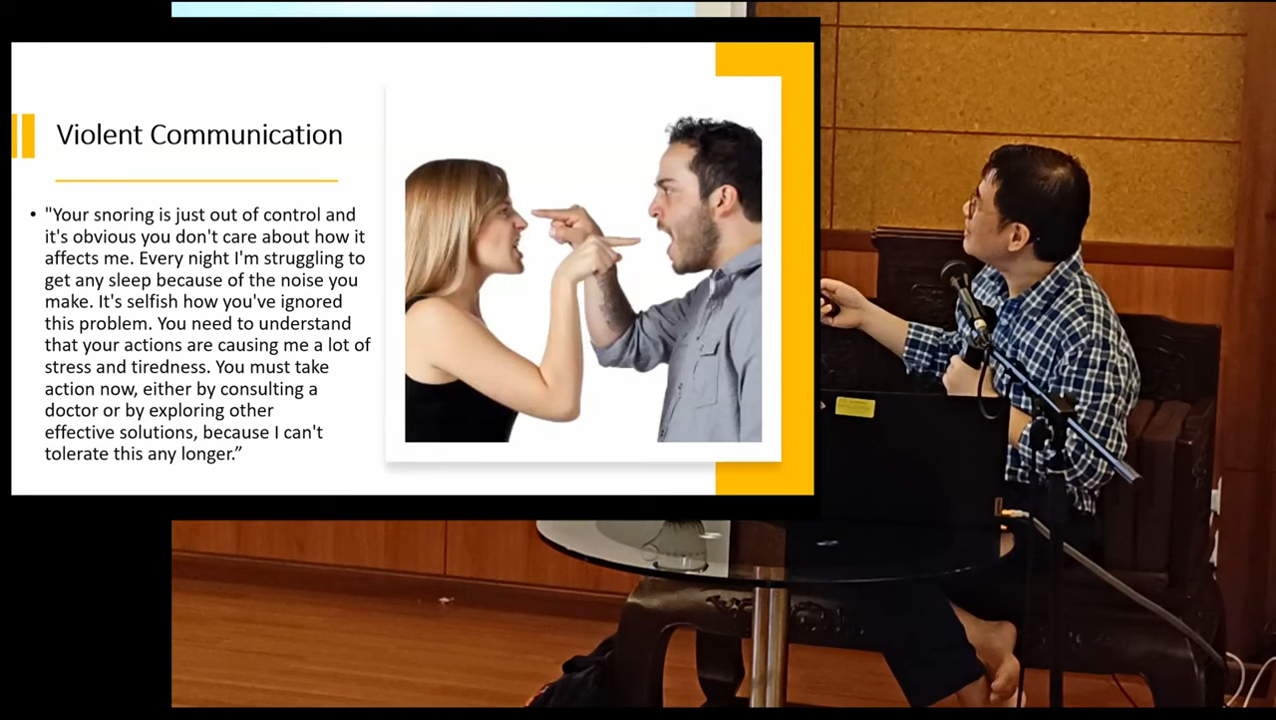 Violent Communication
• "Your snoring is just out of control and
it's obvious you don't care about how it
affects me. Every night I'm struggling to
get any sleep because of the noise you
make. It's selfish how you've ignored
this problem. You need to understand
that your actions are causing me a lot of
stress and tiredness. You must take
action now, either by consulting a
doctor or by exploring other
effective solutions, because I can't
tolerate this any longer.”